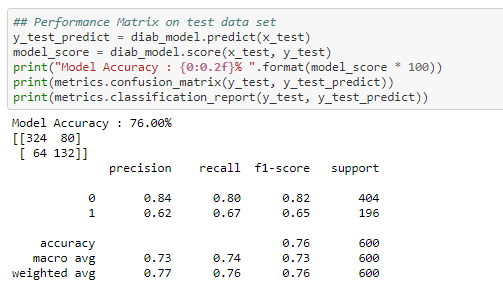 ## Performance Matrix on test data set
y_test_predict = diab_model.predict(x_test)
model_score = diab_model.score(x_test, y_test)
print("Model Accuracy : {0:0.2f}% ".format(model_score * 100))
print(metrics.confusion_matrix(y_test, y_test_predict))
print(metrics.classification_report(y_test, y_test_predict))
Model Accuracy : 76.00%
[[324  80]
 [ 64 132]]
              precision    recall  f1-score   support
           0       0.84      0.80      0.82       404
           1       0.62      0.67      0.65       196
    accuracy                           0.76       600
   macro avg       0.73      0.74      0.73       600
weighted avg       0.77      0.76      0.76       600